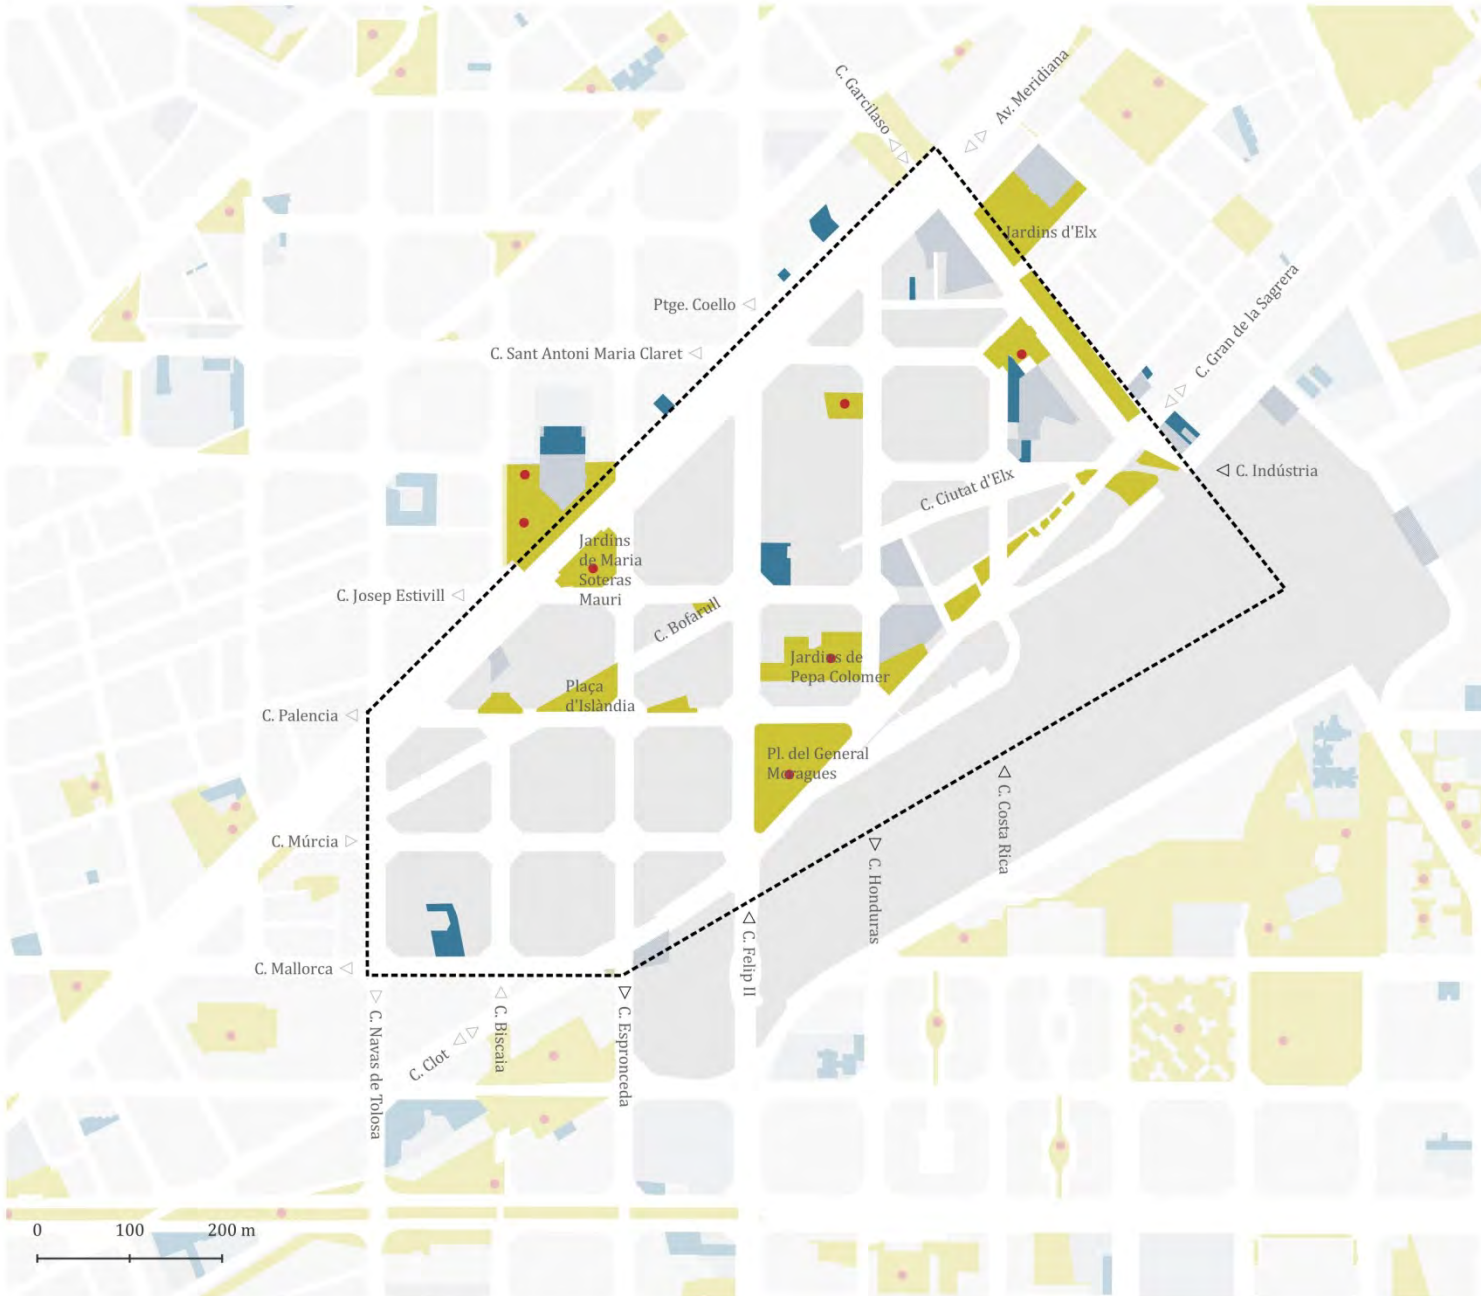 C. Garcilaso
Av. Meridiana
Jardins d'Elx
Ptge. Coello
C. Gran de la Sagrera
C. Sant Antoni Maria Claret
C. Indústria
C. Ciutat d'Elx
Jardins
de Maria
Soteras
Mauri
C. Josep Estivill
C. Bofarull
Jardins de
Pepa Colomer
Plaça
d'Islàndia
C. Palencia
Pl. del General
Moragues
C. Costa Rica
C. Múrcia
C. Honduras
C. Felip II
C. Mallorca
C. Navas de Tolosa
C. Clot
C. Biscaia
C. Espronceda
0 100 200 m